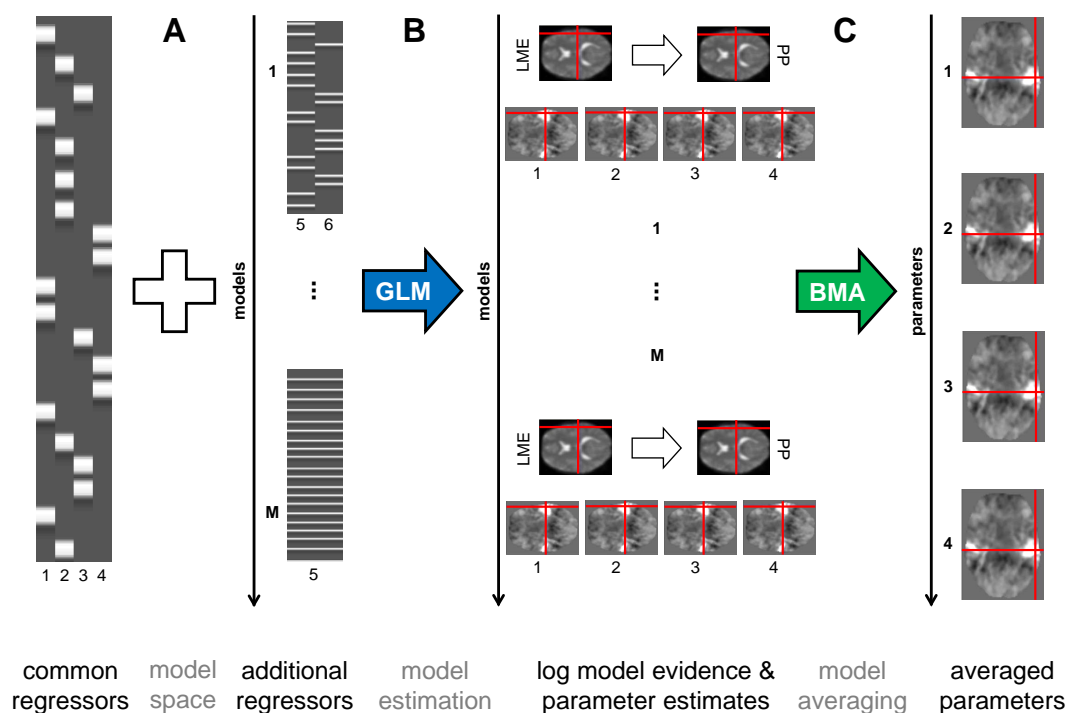 A
B
C
1
5 6
...
M
5
models
GLM
models
LME
PP
1 2 3 4
1
...
M
LME
PP
1 2 3 4
BMA
parameters
1
2
3
4
1 2 3 4
common regressors
model space
additional regressors
model estimation
log model evidence & parameter estimates
model averaging
averaged parameters